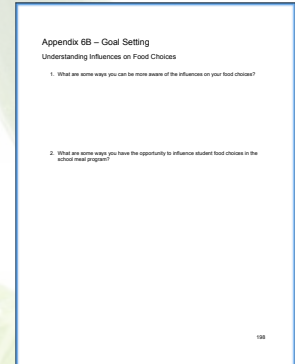 Appendix 6B – Goal Setting
Understanding Influences on Food Choices
1. What are some ways you can be more aware of the influences on your food choices?
2. What are some ways you have the opportunity to influence student food choices in the
school meal program?
198